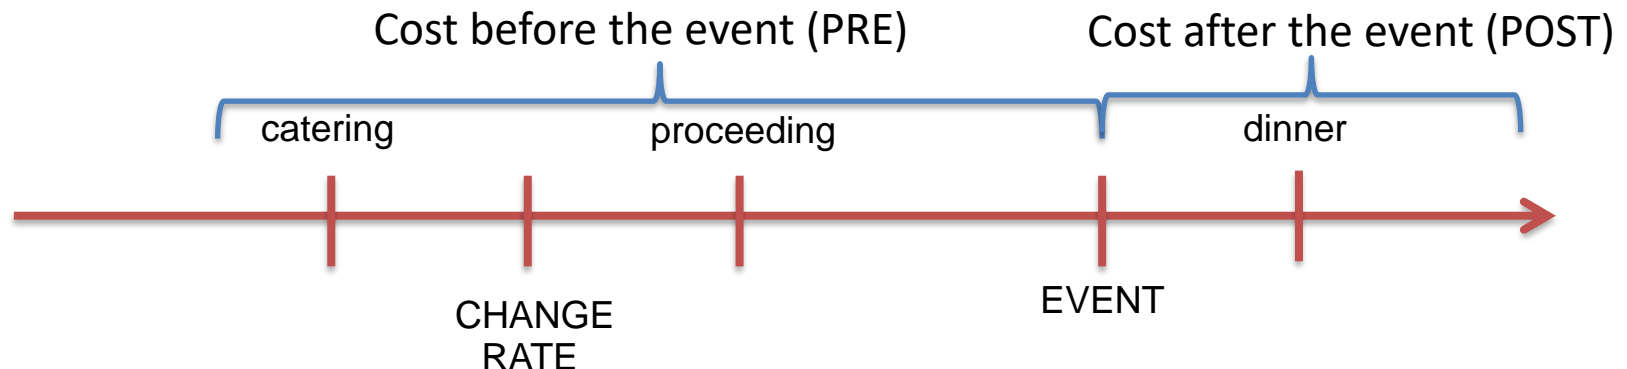 Cost before the event (PRE)
Cost after the event (POST)
catering
proceeding
dinner
CHANGE
RATE
EVENT